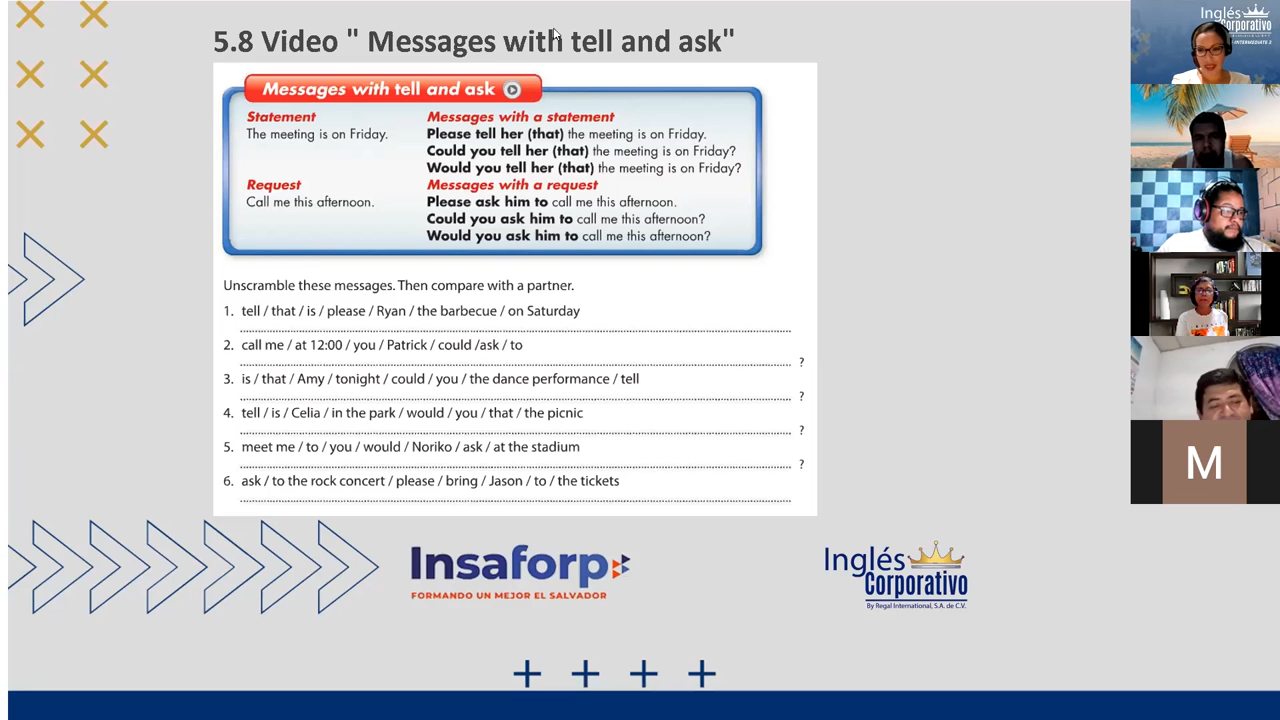 5.8 Video " Messages with tell and ask"
Messages with tell and ask
Statement
The meeting is on Friday.
Messages with a statement
Please tell her (that) the meeting is on Friday.
Could you tell her (that) the meeting is on Friday?
Would you tell her (that) the meeting is on Friday?
Request
Call me this afternoon.
Messages with a request
Please ask him to call me this afternoon.
Could you ask him to call me this afternoon?
Would you ask him to call me this afternoon?
Unscramble these messages. Then compare with a partner.
1. tell / that / is / please / Ryan / the barbecue / on Saturday
2. call me / at 12:00 / you / Patrick / could /ask / to
?
3. is / that / Amy / tonight / could / you / the dance performance / tell
?
4. tell / is / Celia / in the park / would / you / that / the picnic
?
5. meet me / to / you / would / Noriko / ask / at the stadium
?
6. ask / to the rock concert / please / bring / Jason / to / the tickets
Insaforp
FORMANDO UN MEJOR EL SALVADOR
Inglés
Corporativo
By Regal International, S.A. de C.V.
Inglés
Corporativo
M